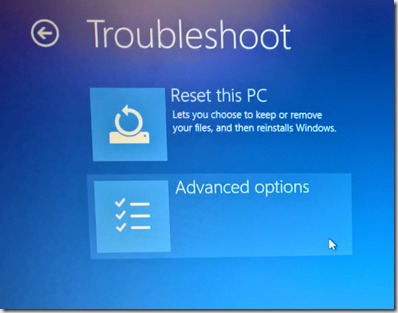 Troubleshoot
Reset this PC
Lets you choose to keep or remove
your files, and then reinstalls Windows.
Advanced options